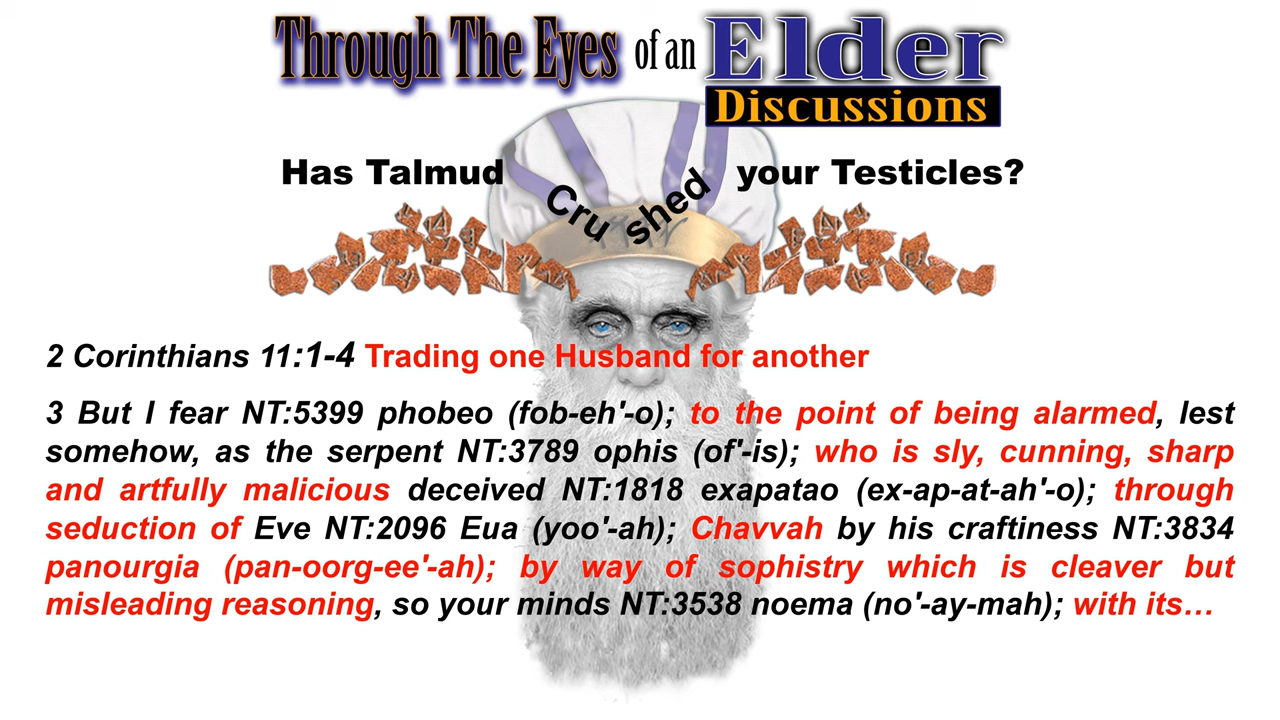 Through The Eyes of an Elder
Discussions
Has Talmud Crushed your Testicles?
2 Corinthians 11:1-4 Trading one Husband for another
3 But I fear NT:5399 phobeo (fob-eh'-o); to the point of being alarmed, lest
somehow, as the serpent NT:3789 ophis (of'-is); who is sly, cunning, sharp
and artfully malicious deceived NT:1818 exapatao (ex-ap-at-ah'-o); through
seduction of Eve NT:2096 Eua (yoo'-ah); Chavvah by his craftiness NT:3834
panourgia (pan-oorg-ee'-ah); by way of sophistry which is cleaver but
misleading reasoning, so your minds NT:3538 noema (no'-ay-mah); with its…